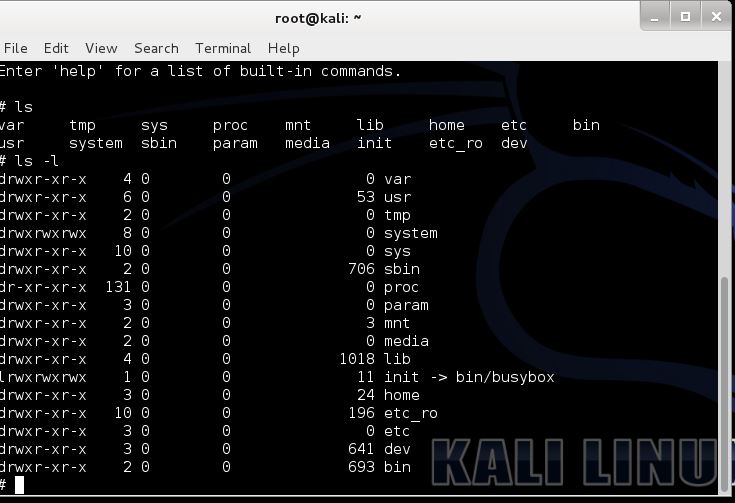 root@kali: ~
File Edit View Search Terminal Help
Enter 'help' for a list of built-in commands.
# ls
var tmp sys proc mnt lib home etc bin
usr system sbin param media init etc_ro dev
# ls -l
drwxr-xr-x 4 0 0 0 var
drwxr-xr-x 6 0 0 53 usr
drwxr-xr-x 2 0 0 0 tmp
drwxrwxrwx 8 0 0 0 system
drwxr-xr-x 10 0 0 0 sys
drwxr-xr-x 2 0 0 706 sbin
dr-xr-xr-x 131 0 0 0 proc
drwxr-xr-x 3 0 0 0 param
drwxr-xr-x 2 0 0 3 mnt
drwxr-xr-x 2 0 0 0 media
drwxr-xr-x 4 0 0 1018 lib
lrwxrwxrwx 1 0 0 11 init -> bin/busybox
drwxr-xr-x 3 0 0 24 home
drwxr-xr-x 10 0 0 196 etc_ro
drwxr-xr-x 3 0 0 0 etc
drwxr-xr-x 3 0 0 641 dev
drwxr-xr-x 2 0 0 693 bin
#
KALI LINUX